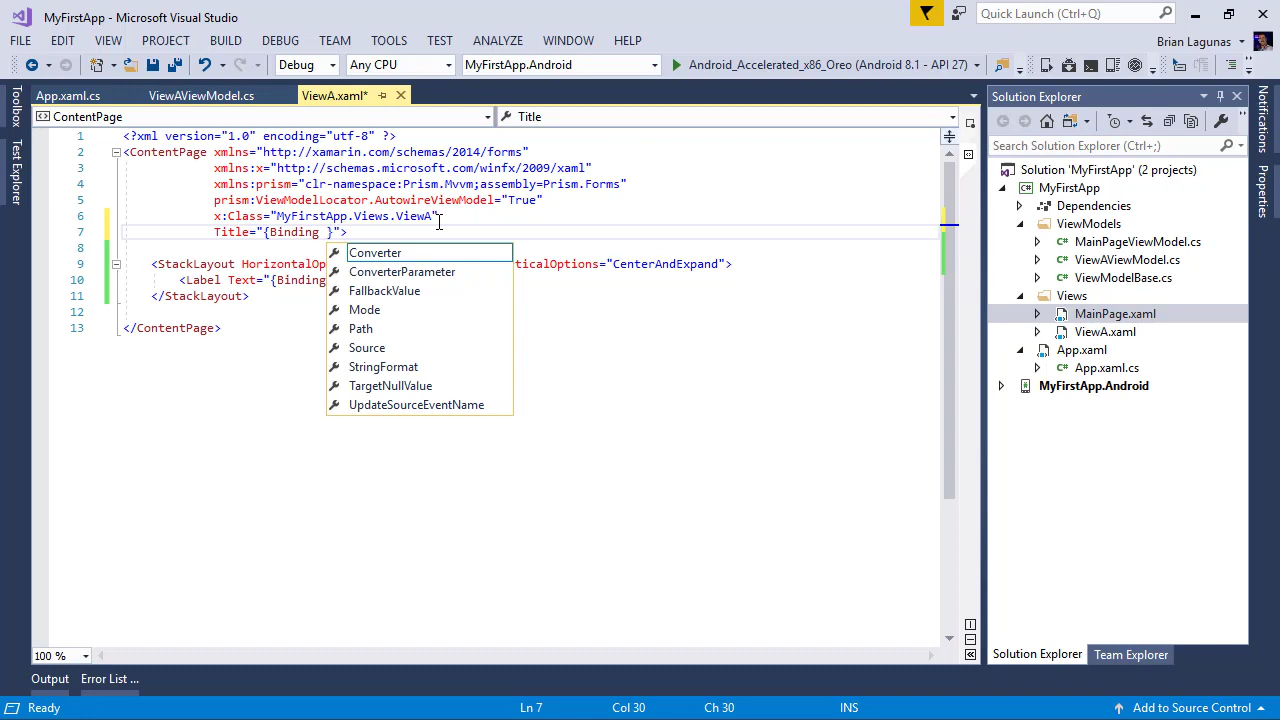 MyFirstApp - Microsoft Visual Studio
Quick Launch (Ctrl+Q)
FILE EDIT VIEW PROJECT BUILD DEBUG TEAM TOOLS TEST ANALYZE WINDOW HELP
Brian Lagunas
Debug Any CPU MyFirstApp.Android Android_Accelerated_x86_Oreo (Android 8.1 - API 27)
Toolbox
Test Explorer
App.xaml.cs ViewAViewModel.cs ViewA.xaml*
ContentPage Title
1 <?xml version="1.0" encoding="utf-8" ?>
2 <ContentPage xmlns="http://xamarin.com/schemas/2014/forms"
3 xmlns:x="http://schemas.microsoft.com/winfx/2009/xaml"
4 xmlns:prism="clr-namespace:Prism.Mvvm;assembly=Prism.Forms"
5 prism:ViewModelLocator.AutowireViewModel="True"
6 x:Class="MyFirstApp.Views.ViewA"
7 Title="{Binding }">
8
9 <StackLayout HorizontalOp ticalOptions="CenterAndExpand">
10 <Label Text="{Binding
11 </StackLayout>
12
13 </ContentPage>
Converter
ConverterParameter
FallbackValue
Mode
Path
Source
StringFormat
TargetNullValue
UpdateSourceEventName
100 %
Solution Explorer
Search Solution Explorer (Ctrl+;)
Solution 'MyFirstApp' (2 projects)
MyFirstApp
Dependencies
ViewModels
MainPageViewModel.cs
ViewAViewModel.cs
ViewModelBase.cs
Views
MainPage.xaml
ViewA.xaml
App.xaml
App.xaml.cs
MyFirstApp.Android
Solution Explorer Team Explorer
Notifications
Properties
Output Error List ...
Ready Ln 7 Col 30 Ch 30 INS Add to Source Control